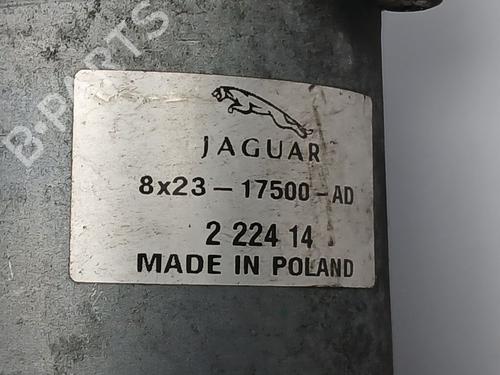 B-PARTS
JAGUAR
8x23-17500-AD
2 224 14
MADE IN POLAND